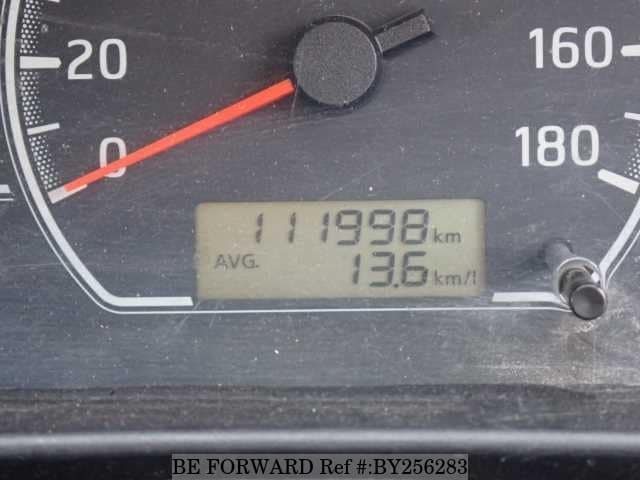 20
0
160
180
111998 km
AVG. 13.6 km/l
BE FORWARD Ref #:BY256283